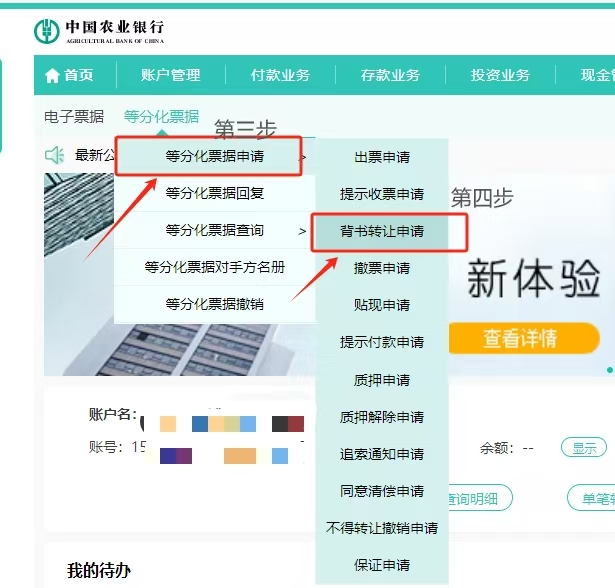 中国农业银行
AGRICULTURAL BANK OF CHINA
首页 账户管理 付款业务 存款业务 投资业务 现金
电子票据 等分化票据
第三步
最新公
等分化票据申请 >
等分化票据回复
等分化票据查询 >
等分化票据对手方名册
等分化票据撤销
出票申请
提示收票申请
第四步
背书转让申请
撤票申请
贴现申请
提示付款申请
质押申请
质押解除申请
追索通知申请
同意清偿申请
不得转让撤销申请
保证申请
新体验
查看详情
账户名：
账号：15
余额：-- 显示
查询明细 单笔转
我的待办